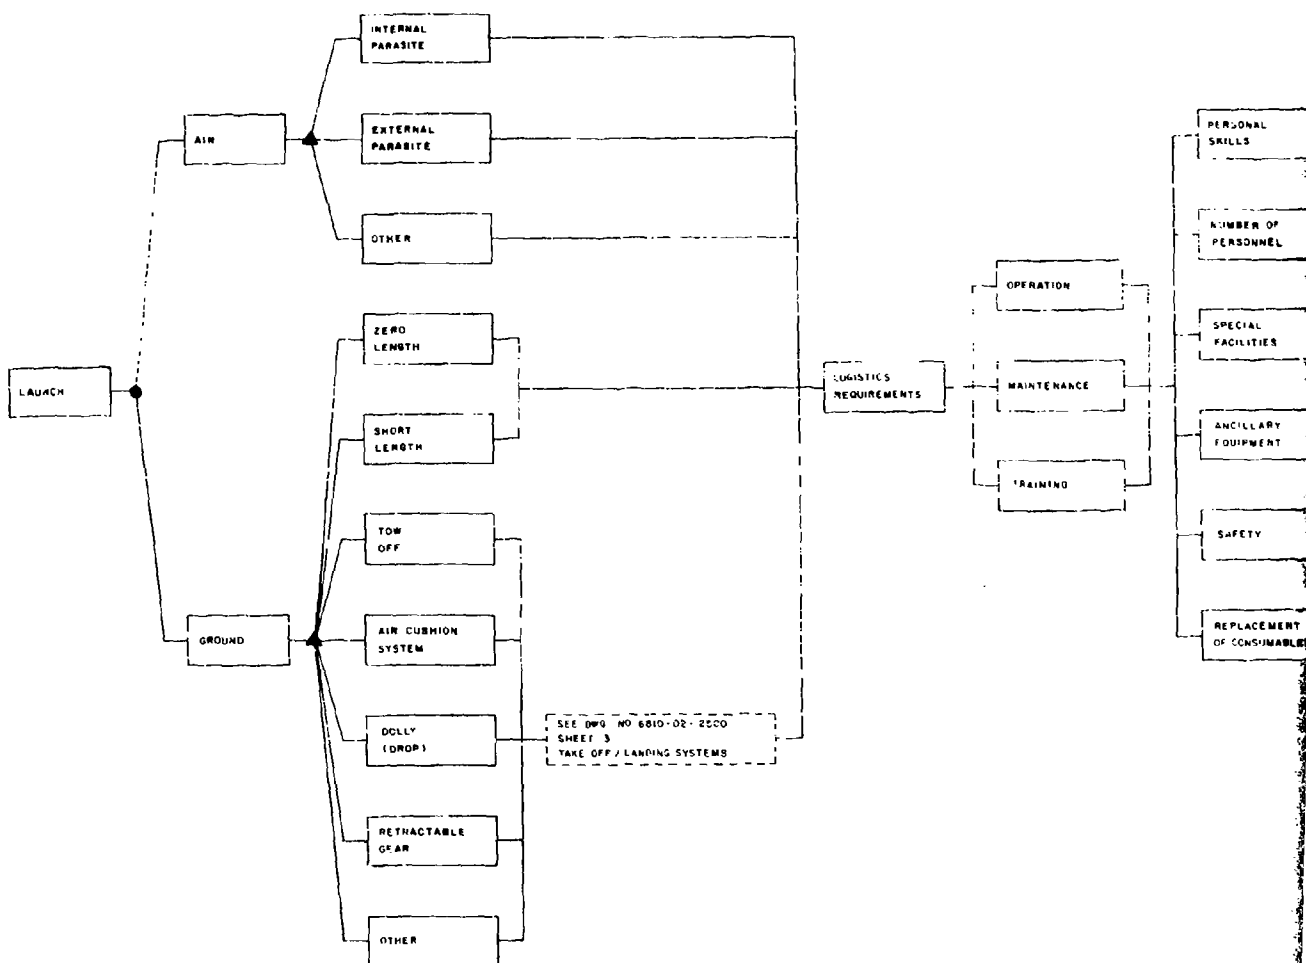 LAUNCH
AIR
GROUND
INTERNAL
PARASITE
EXTERNAL
PARASITE
OTHER
ZERO
LENGTH
SHORT
LENGTH
TOW
OFF
AIR CUSHION
SYSTEM
DOLLY
(DROP)
RETRACTABLE
GEAR
OTHER
SEE DWG NO 6810-02-2500
SHEET 3
TAKE OFF / LANDING SYSTEMS
LOGISTICS
REQUIREMENTS
OPERATION
MAINTENANCE
TRAINING
PERSONAL
SKILLS
NUMBER OF
PERSONNEL
SPECIAL
FACILITIES
ANCILLARY
EQUIPMENT
SAFETY
REPLACEMENT
OF CONSUMABLE